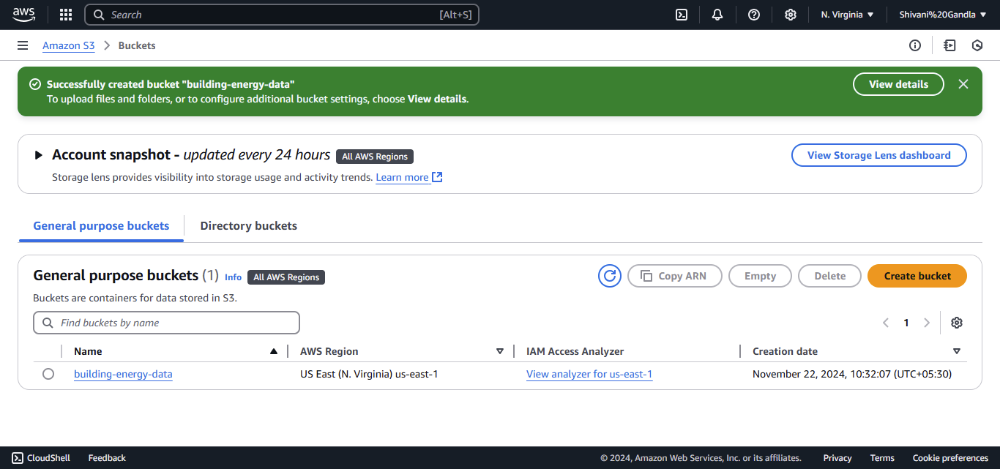 aws
Search [Alt+S]
N. Virginia
Shivani%20Gandla
Amazon S3
Buckets
Successfully created bucket "building-energy-data"
To upload files and folders, or to configure additional bucket settings, choose View details.
View details
Account snapshot - updated every 24 hours
All AWS Regions
View Storage Lens dashboard
Storage lens provides visibility into storage usage and activity trends. Learn more
General purpose buckets
Directory buckets
General purpose buckets (1)
Info
All AWS Regions
Copy ARN
Empty
Delete
Create bucket
Buckets are containers for data stored in S3.
Find buckets by name
1
Name
AWS Region
IAM Access Analyzer
Creation date
building-energy-data
US East (N. Virginia) us-east-1
View analyzer for us-east-1
November 22, 2024, 10:32:07 (UTC+05:30)
CloudShell
Feedback
© 2024, Amazon Web Services, Inc. or its affiliates.
Privacy
Terms
Cookie preferences